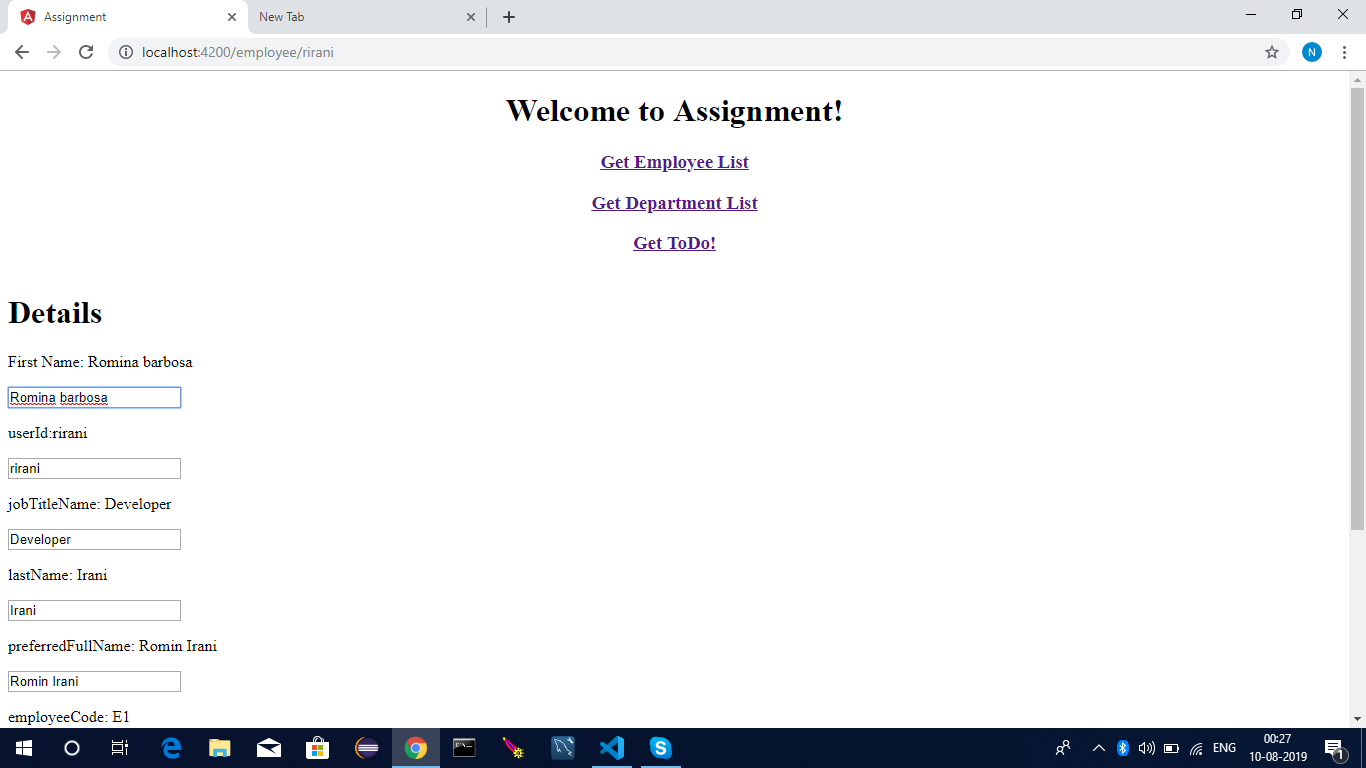 Assignment
New Tab
localhost:4200/employee/rirani
N
Welcome to Assignment!
Get Employee List
Get Department List
Get ToDo!
Details
First Name: Romina barbosa
Romina barbosa
userId:rirani
rirani
jobTitleName: Developer
Developer
lastName: Irani
Irani
preferredFullName: Romin Irani
Romin Irani
employeeCode: E1
ENG
00:27
10-08-2019
1